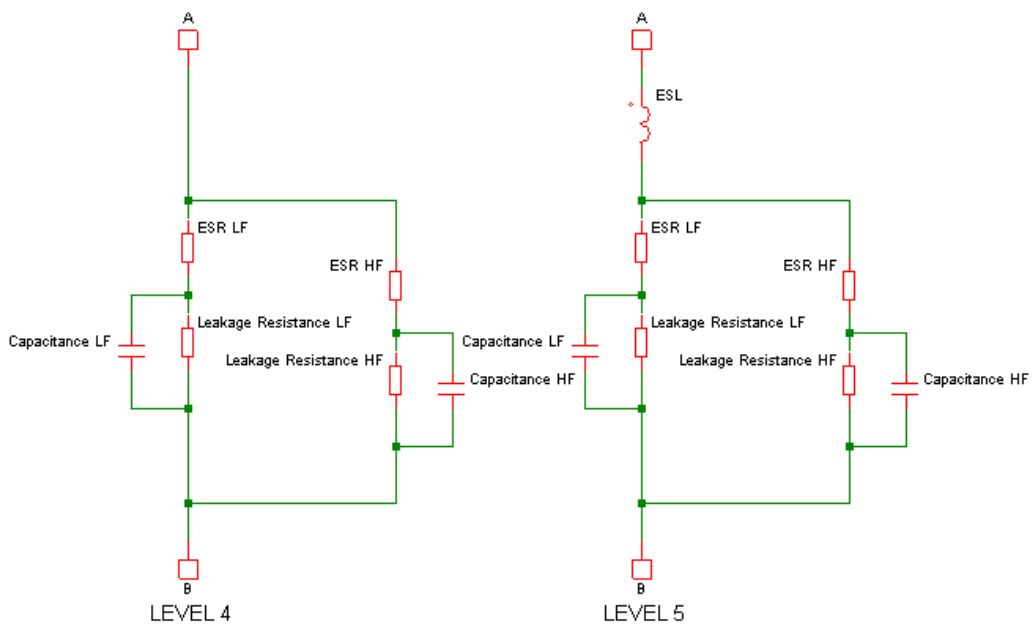 A
ESR LF
ESR HF
Capacitance LF
Leakage Resistance LF
Leakage Resistance HF
Capacitance HF
B
LEVEL 4
A
ESL
ESR LF
ESR HF
Capacitance LF
Leakage Resistance LF
Leakage Resistance HF
Capacitance HF
B
LEVEL 5